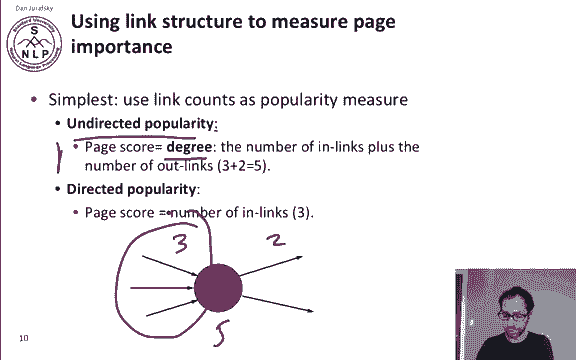 Dan Jurafsky
Stanford University
S
NLP
Natural Language Processing
Using link structure to measure page
importance
• Simplest: use link counts as popularity measure
• Undirected popularity:
• Page score= degree: the number of in-links plus the
number of out-links (3+2=5).
• Directed popularity:
• Page score = number of in-links (3).
3 2
5
10